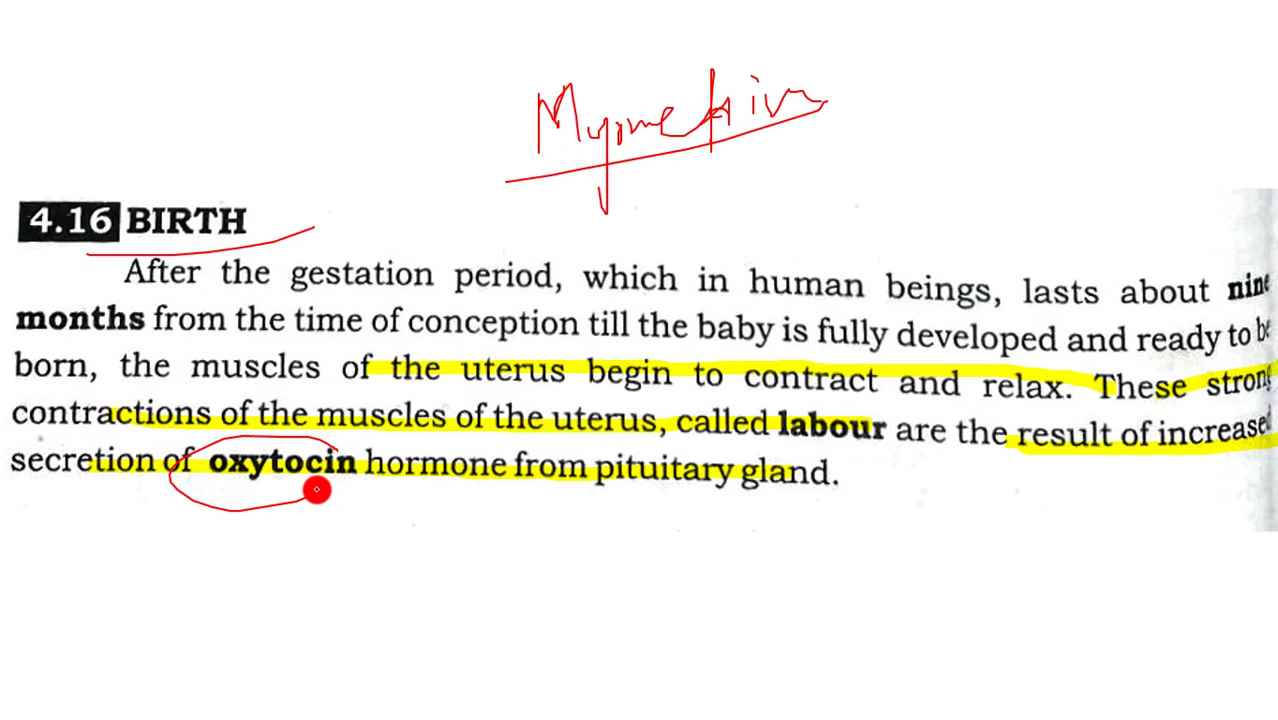 4.16 BIRTH
After the gestation period, which in human beings, lasts about nine
months from the time of conception till the baby is fully developed and ready to be
born, the muscles of the uterus begin to contract and relax. These strong
contractions of the muscles of the uterus, called labour are the result of increased
secretion of oxytocin hormone from pituitary gland.